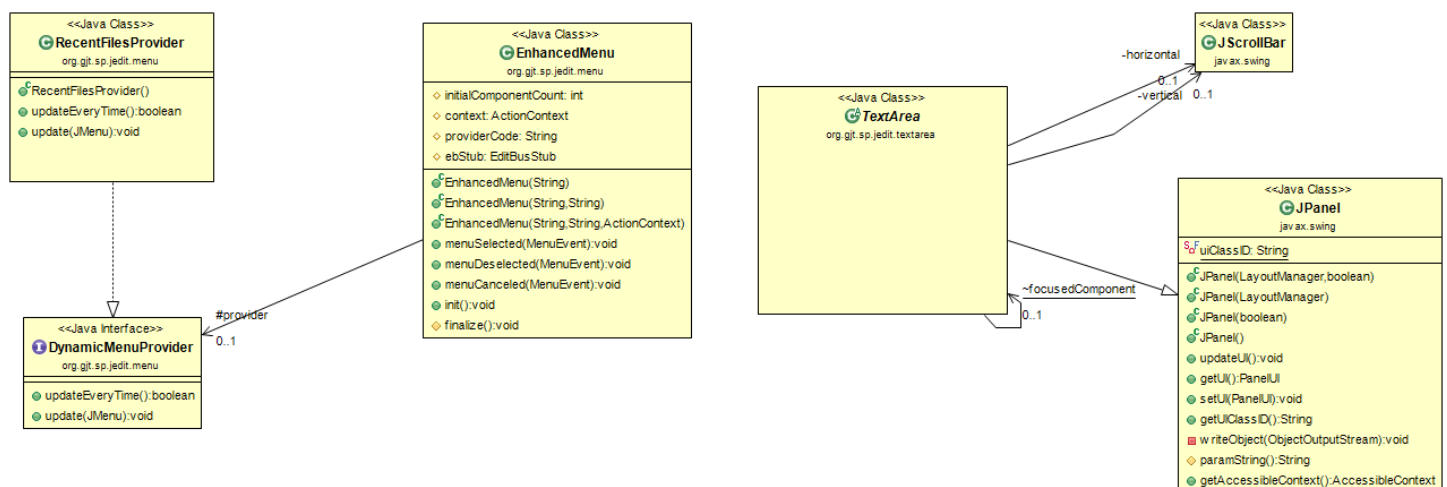 <<Java Class>>
RecentFilesProvider
org.gjt.sp.jedit.menu
RecentFilesProvider()
updateEveryTime():boolean
update(JMenu):void
<<Java Interface>>
DynamicMenuProvider
org.gjt.sp.jedit.menu
updateEveryTime():boolean
update(JMenu):void
#provider
0..1
<<Java Class>>
EnhancedMenu
org.gjt.sp.jedit.menu
initialComponentCount: int
context: ActionContext
providerCode: String
ebStub: EditBusStub
EnhancedMenu(String)
EnhancedMenu(String,String)
EnhancedMenu(String,String,ActionContext)
menuSelected(MenuEvent):void
menuDeselected(MenuEvent):void
menuCanceled(MenuEvent):void
init():void
finalize():void
<<Java Class>>
TextArea
org.gjt.sp.jedit.textarea
~focusedComponent
0..1
-horizontal
0..1
-vertical
0..1
<<Java Class>>
JScrollBar
javax.swing
<<Java Class>>
JPanel
javax.swing
uiClassID: String
JPanel(LayoutManager,boolean)
JPanel(LayoutManager)
JPanel(boolean)
JPanel()
updateUI():void
getUI():PanelUI
setUI(PanelUI):void
getUIClassID():String
writeObject(ObjectOutputStream):void
paramString():String
getAccessibleContext():AccessibleContext